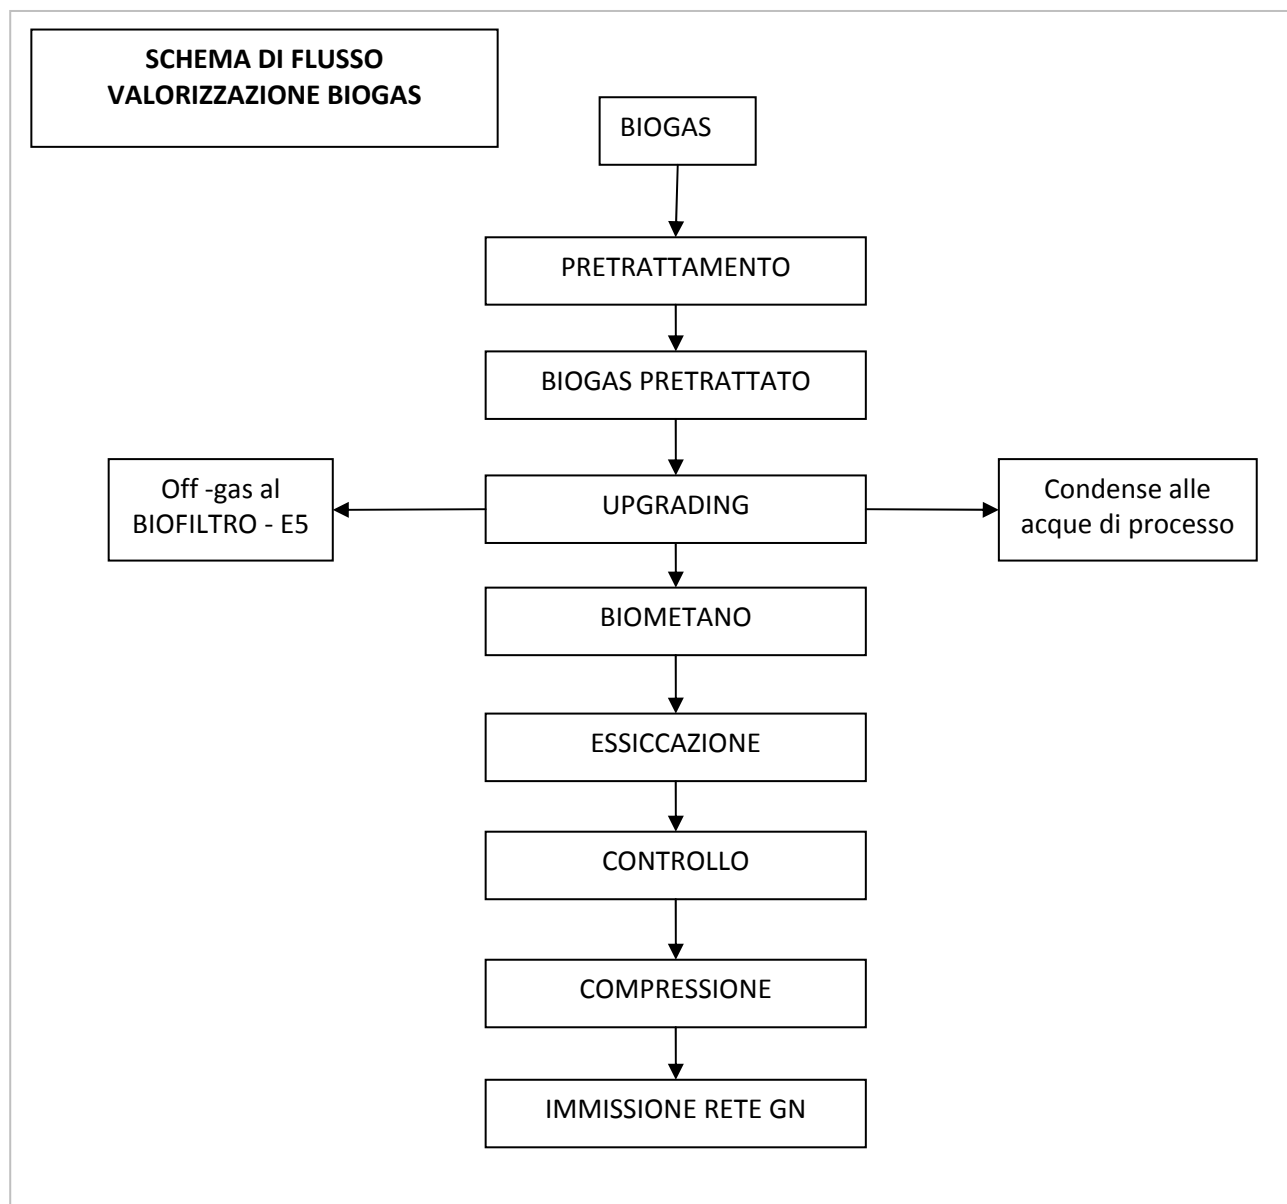 SCHEMA DI FLUSSO
VALORIZZAZIONE BIOGAS
BIOGAS
PRETRATTAMENTO
BIOGAS PRETRATTATO
Off -gas al
BIOFILTRO - E5
UPGRADING
Condense alle
acque di processo
BIOMETANO
ESSICCAZIONE
CONTROLLO
COMPRESSIONE
IMMISSIONE RETE GN